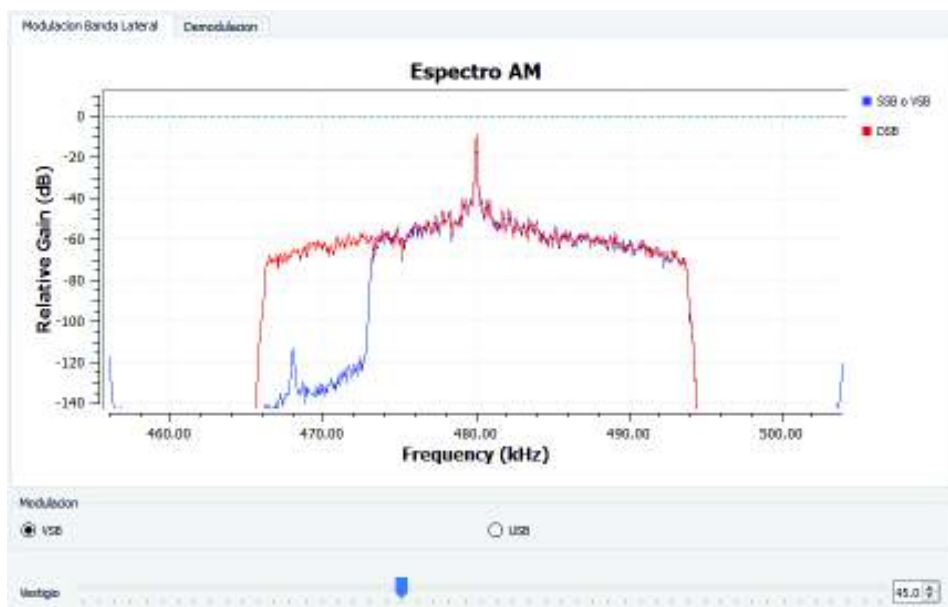 Modulacion Banda Lateral Demodulacion
Espectro AM
SSB o VSB
DSB
Relative Gain (dB)
0
-20
-40
-60
-80
-100
-120
-140
460.00 470.00 480.00 490.00 500.00
Frequency (kHz)
Modulacion
VSB USB
Vestigio 45.0